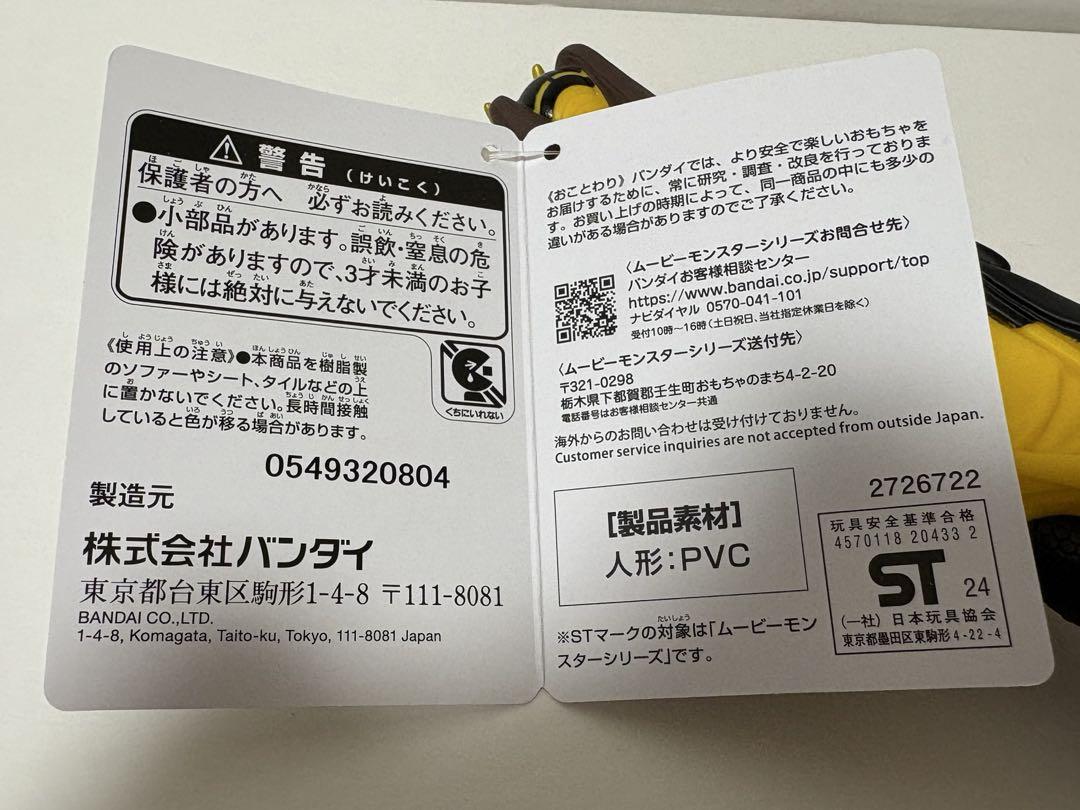 警告（けいこく）
保護者の方へ 必ずお読みください。
●小部品があります。誤飲・窒息の危
険がありますので、3才未満のお子
様には絶対に与えないでください。
《使用上の注意》●本商品を樹脂製
のソファーやシート、タイルなどの上
に置かないでください。長時間接触
していると色が移る場合があります。
くちにいれない
0549320804
製造元
株式会社バンダイ
東京都台東区駒形1-4-8 〒111-8081
BANDAI CO.,LTD.
1-4-8, Komagata, Taito-ku, Tokyo, 111-8081 Japan
《おことわり》バンダイでは、より安全で楽しいおもちゃを
お届けするために、常に研究・調査・改良を行っておりま
す。お買い上げの時期によって、同一商品の中にも多少の
違いがある場合がありますのでご了承ください。
〈ムービーモンスターシリーズお問合せ先〉
バンダイお客様相談センター
https://www.bandai.co.jp/support/top
ナビダイヤル 0570-041-101
受付10時～16時（土日祝日、当社指定休業日を除く）
〈ムービーモンスターシリーズ送付先〉
〒321-0298
栃木県下都賀郡壬生町おもちゃのまち4-2-20
電話番号はお客様相談センター共通
海外からのお問い合わせは受け付けておりません。
Customer service inquiries are not accepted from outside Japan.
2726722
[製品素材]
人形：PVC
玩具安全基準合格
4570118 20433 2
ST 24
（一社）日本玩具協会
東京都墨田区東駒形4-22-4
※STマークの対象は「ムービーモン
スターシリーズ」です。